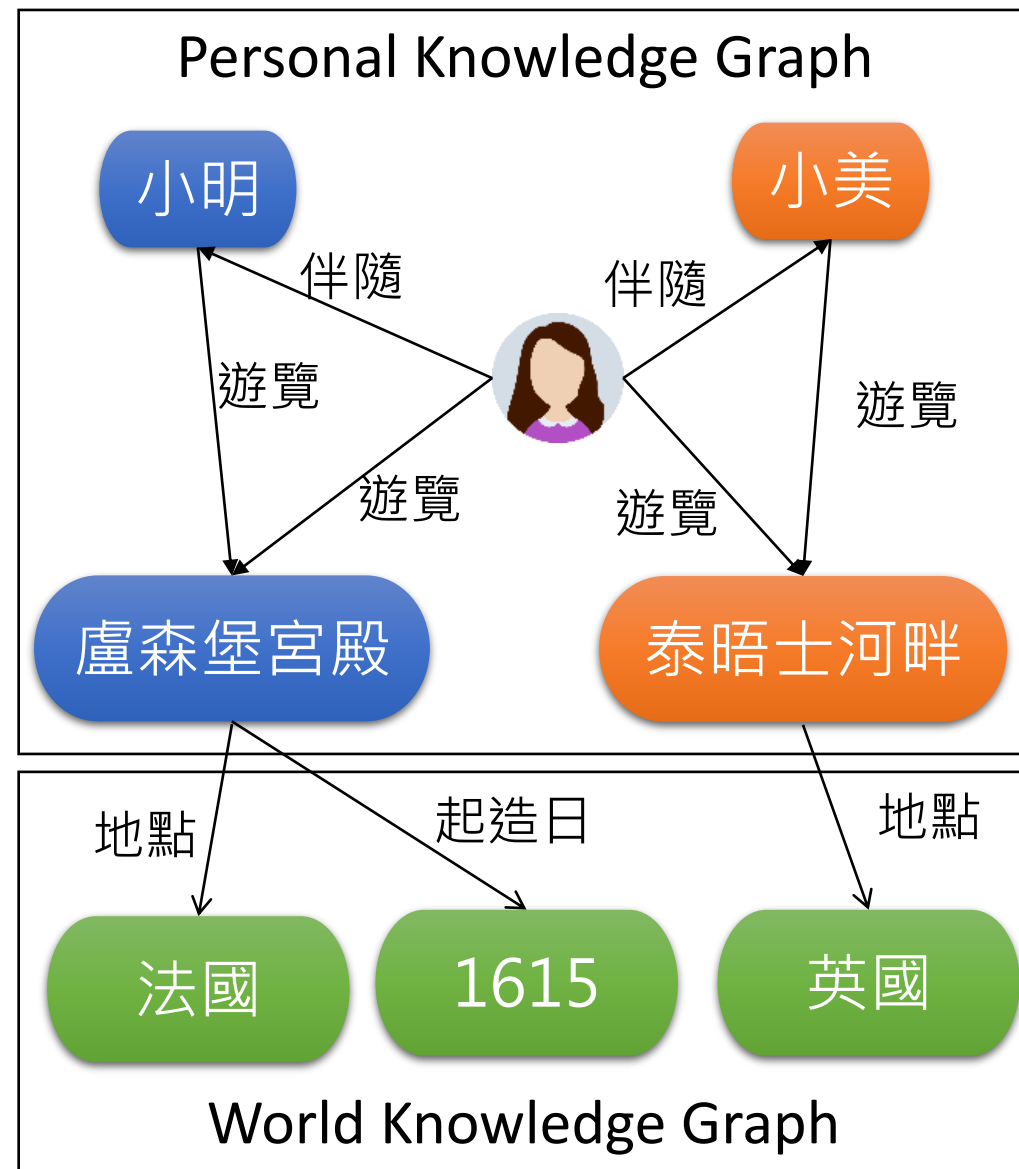 Personal Knowledge Graph
小明
小美
伴隨
伴隨
遊覽
遊覽
遊覽
遊覽
盧森堡宮殿
泰晤士河畔
地點
起造日
地點
法國
1615
英國
World Knowledge Graph